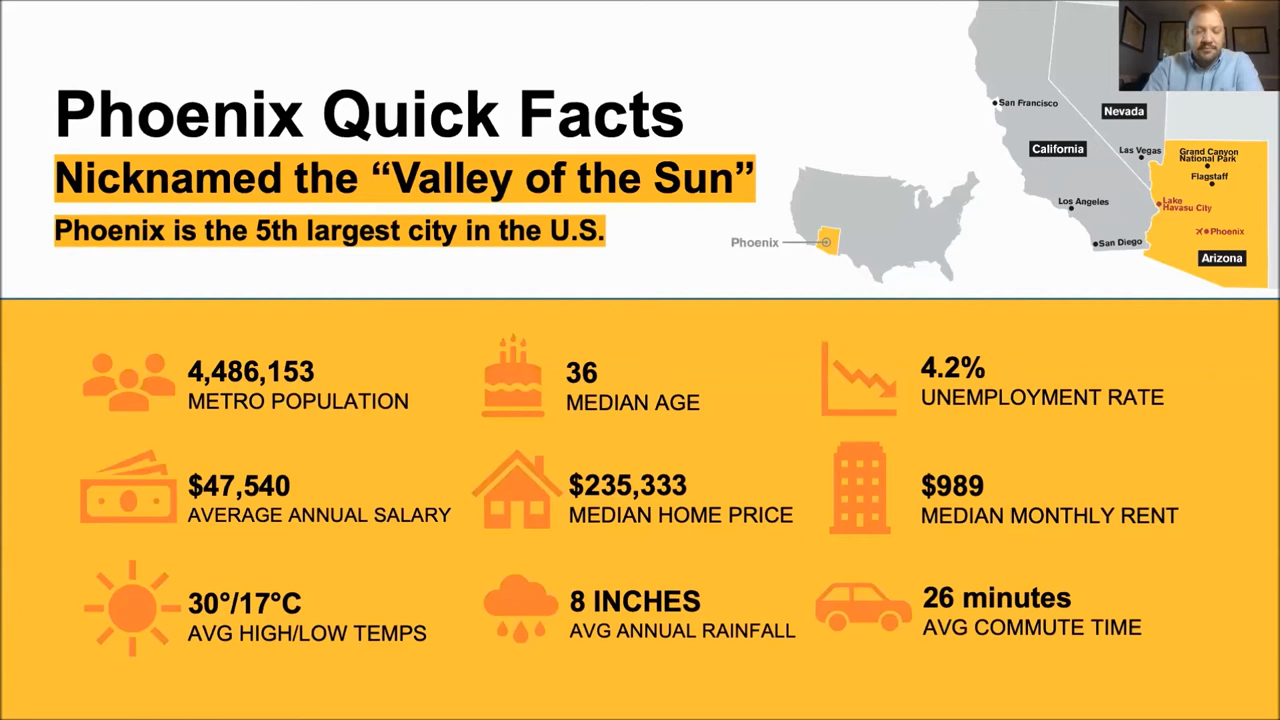 Phoenix Quick Facts
Nicknamed the “Valley of the Sun”
Phoenix is the 5th largest city in the U.S.
Phoenix
San Francisco
Nevada
California
Las Vegas
Grand Canyon
National Park
Flagstaff
Los Angeles
Lake
Havasu City
Phoenix
San Diego
Arizona
4,486,153
METRO POPULATION
36
MEDIAN AGE
4.2%
UNEMPLOYMENT RATE
$47,540
AVERAGE ANNUAL SALARY
$235,333
MEDIAN HOME PRICE
$989
MEDIAN MONTHLY RENT
30°/17°C
AVG HIGH/LOW TEMPS
8 INCHES
AVG ANNUAL RAINFALL
26 minutes
AVG COMMUTE TIME